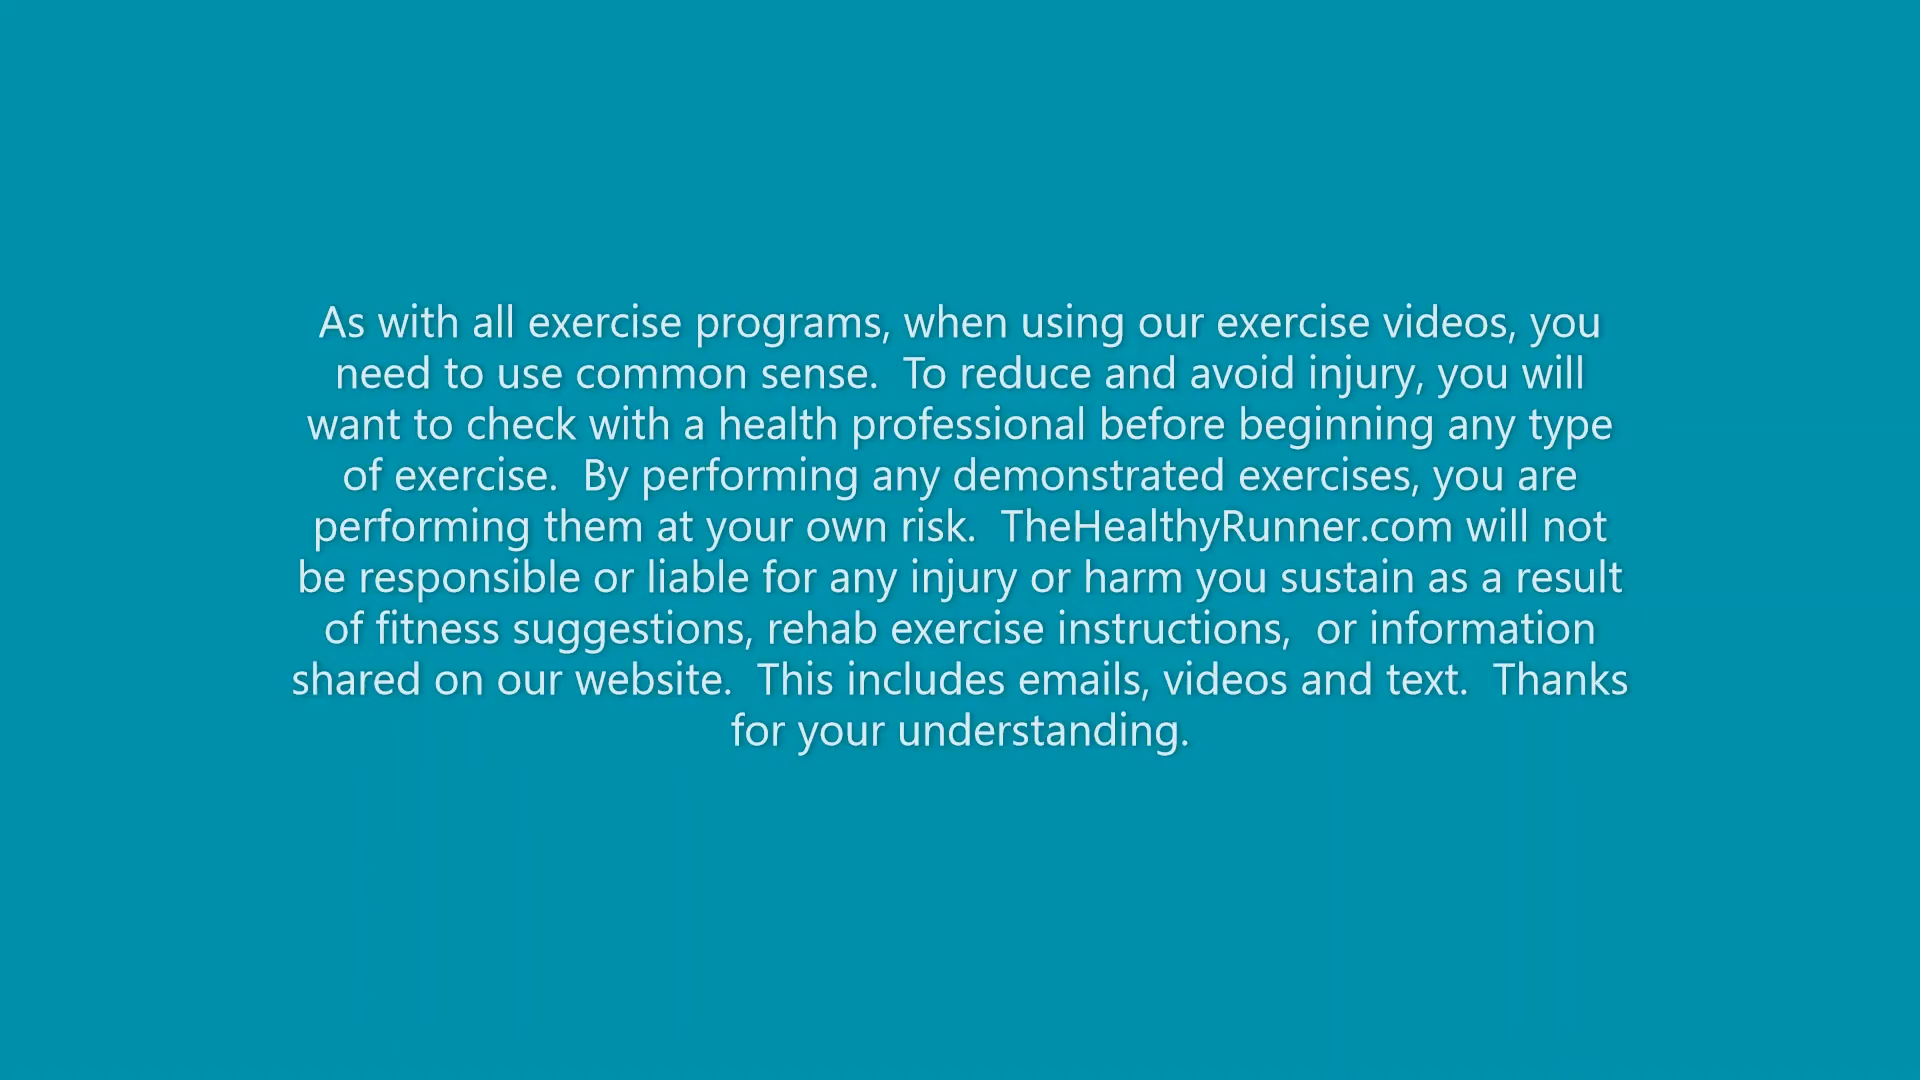 As with all exercise programs, when using our exercise videos, you
need to use common sense.  To reduce and avoid injury, you will
want to check with a health professional before beginning any type
of exercise.  By performing any demonstrated exercises, you are
performing them at your own risk.  TheHealthyRunner.com will not
be responsible or liable for any injury or harm you sustain as a result
of fitness suggestions, rehab exercise instructions,  or information
shared on our website.  This includes emails, videos and text.  Thanks
for your understanding.